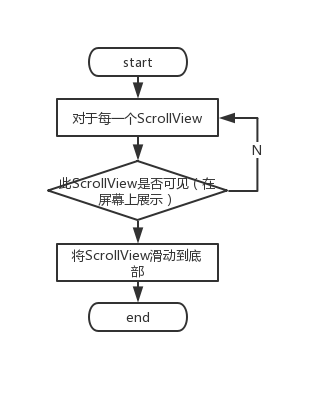 start
对于每一个ScrollView
N
此ScrollView是否可见（在
屏幕上展示）
将ScrollView滑动到底
部
end